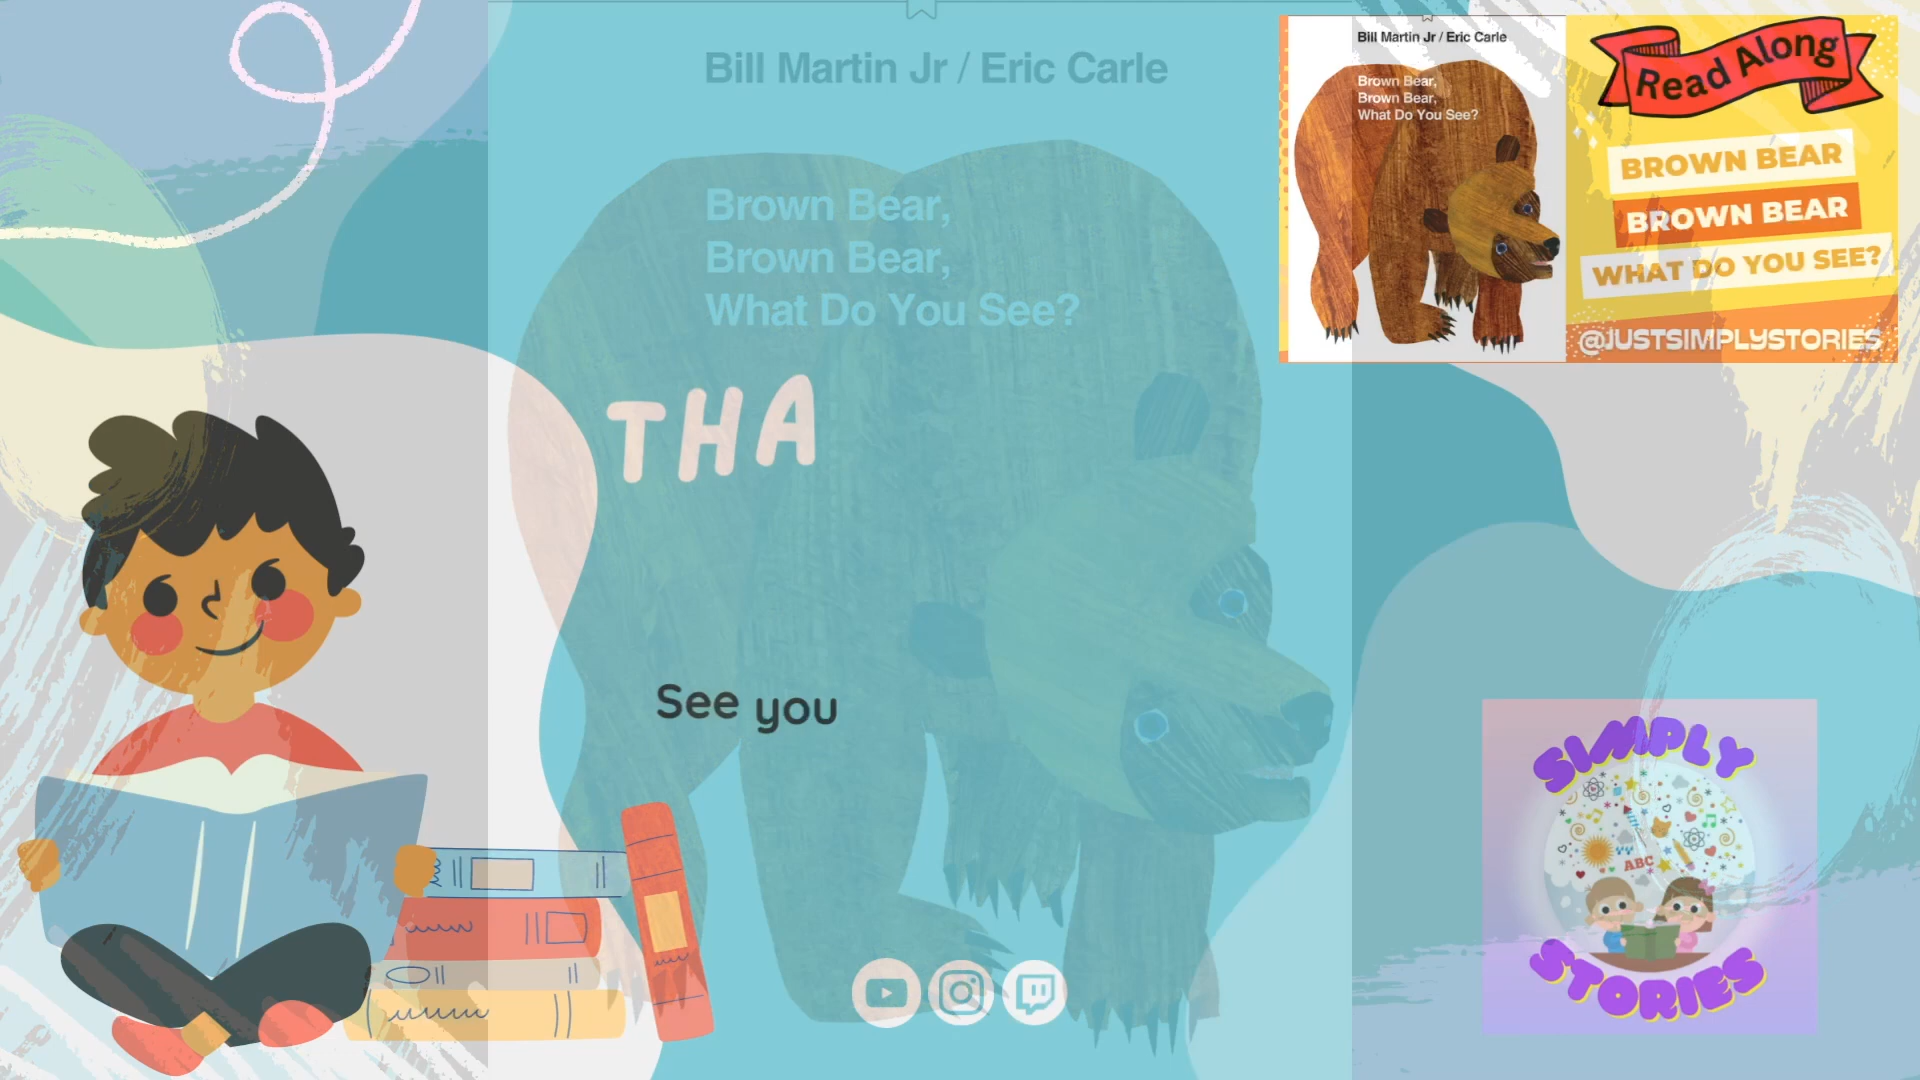 Bill Martin Jr / Eric Carle
Brown Bear,
Brown Bear,
What Do You See?
THA
See you
Bill Martin Jr / Eric Carle
Brown Bear,
Brown Bear,
What Do You See?
Read Along
BROWN BEAR
BROWN BEAR
WHAT DO YOU SEE?
@JUSTSIMPLYSTORIES
SIMPLY
ABC
STORIES